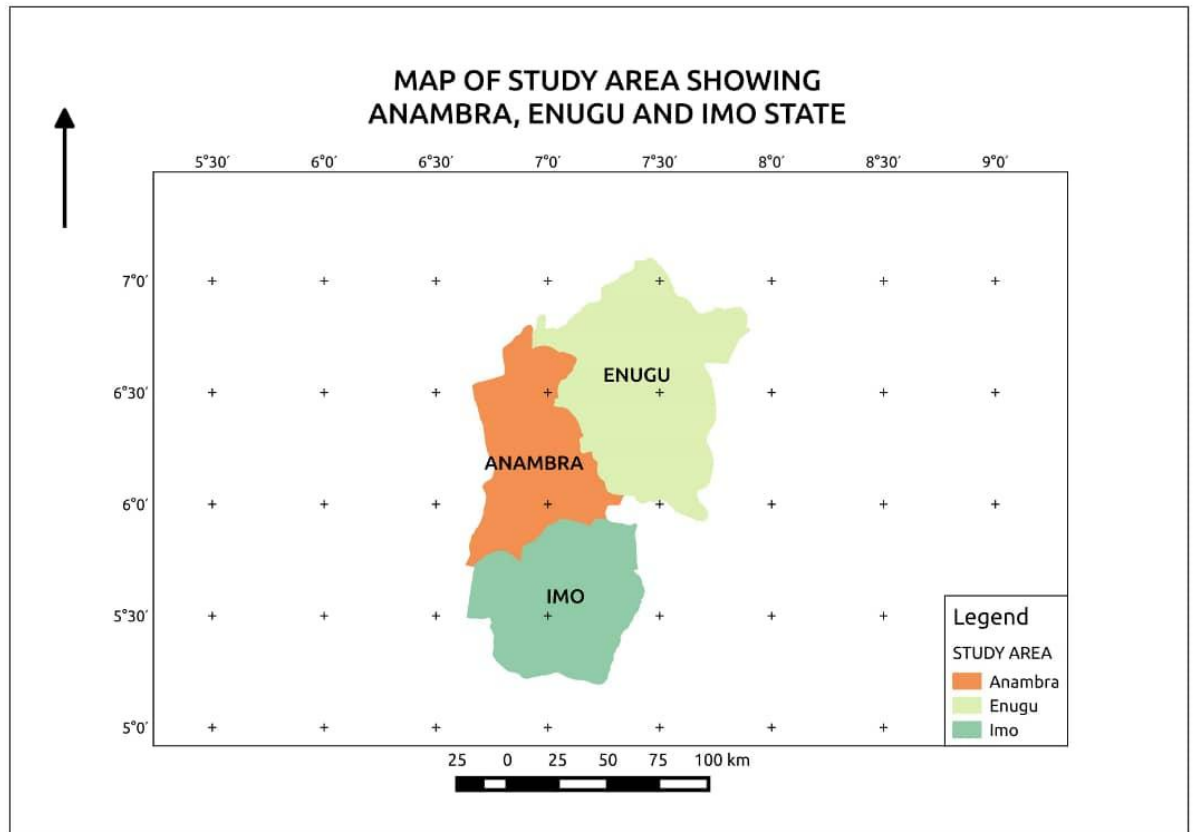 MAP OF STUDY AREA SHOWING
ANAMBRA, ENUGU AND IMO STATE
5°30′ 6°0′ 6°30′ 7°0′ 7°30′ 8°0′ 8°30′ 9°0′
7°0′
ENUGU
6°30′
ANAMBRA
6°0′
IMO
5°30′
Legend
STUDY AREA
Anambra
Enugu
Imo
5°0′
25 0 25 50 75 100 km